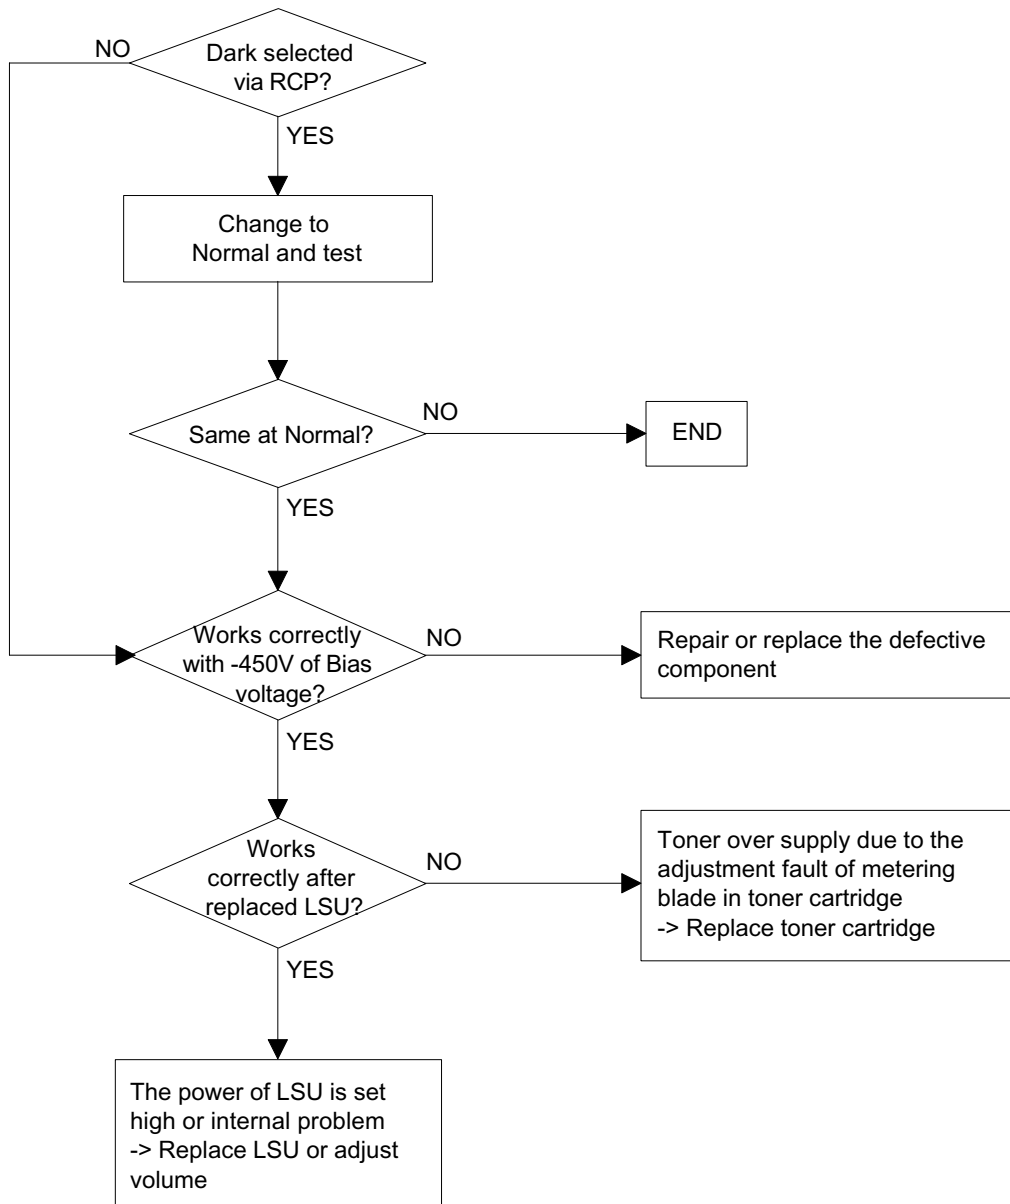 NO
Dark selected
via RCP?
YES
Change to
Normal and test
Same at Normal?
NO
END
YES
Works correctly
with -450V of Bias
voltage?
NO
Repair or replace the defective
component
YES
Works
correctly after
replaced LSU?
NO
Toner over supply due to the
adjustment fault of metering
blade in toner cartridge
-> Replace toner cartridge
YES
The power of LSU is set
high or internal problem
-> Replace LSU or adjust
volume